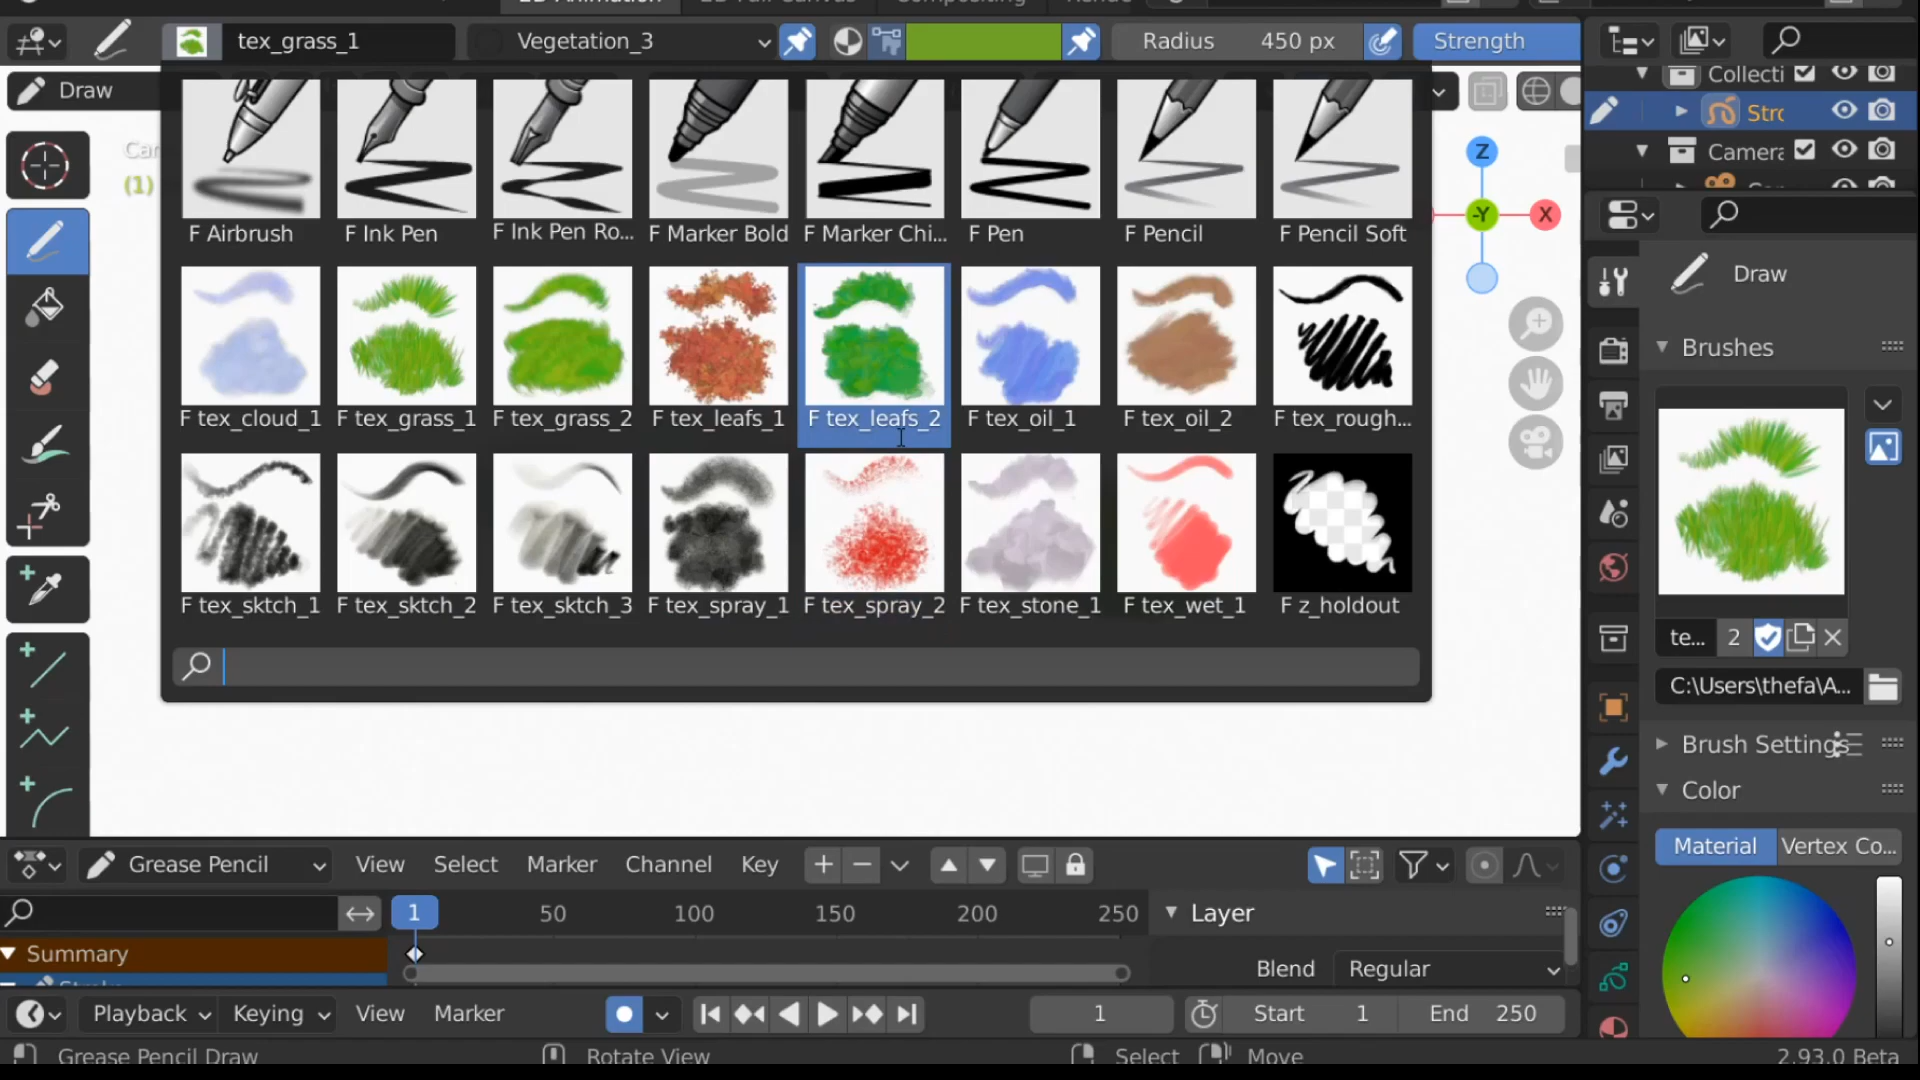 tex_grass_1 Vegetation_3 Radius 450 px Strength
Draw
Collecti
Strc
Camera
(1)
Z
-Y X
F Airbrush F Ink Pen F Ink Pen Ro... F Marker Bold F Marker Chi... F Pen F Pencil F Pencil Soft
Draw
Brushes
F tex_cloud_1 F tex_grass_1 F tex_grass_2 F tex_leafs_1 F tex_leafs_2 F tex_oil_1 F tex_oil_2 F tex_rough...
F tex_sktch_1 F tex_sktch_2 F tex_sktch_3 F tex_spray_1 F tex_spray_2 F tex_stone_1 F tex_wet_1 F z_holdout
te... 2
C:\Users\thefa\A...
Brush Settings
Color
Material Vertex Co...
Grease Pencil View Select Marker Channel Key
1 50 100 150 200 250 Layer
Summary
Blend Regular
Playback Keying View Marker 1 Start 1 End 250
Grease Pencil Draw Rotate View Select Move 2.93.0 Beta